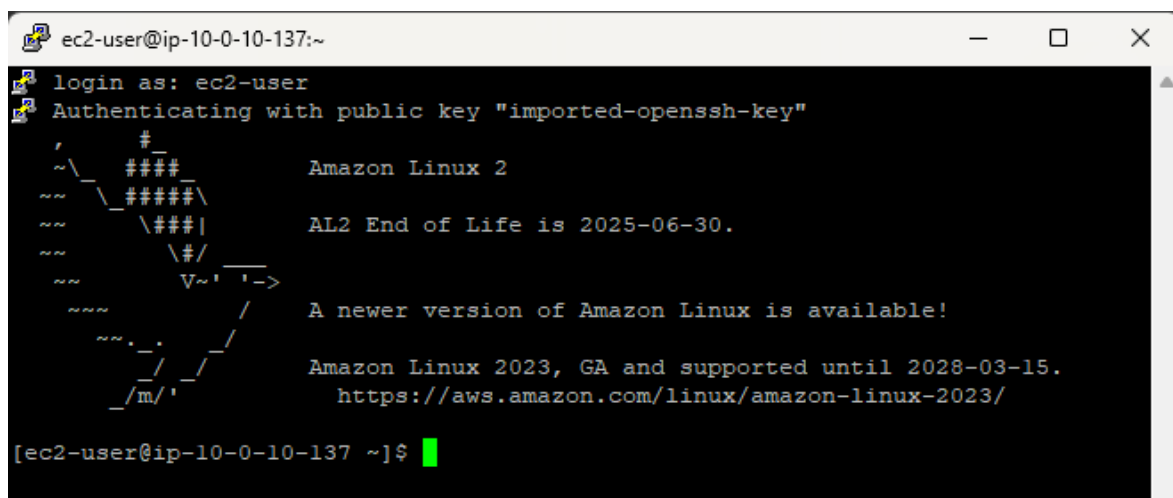 ec2-user@ip-10-0-10-137:~
login as: ec2-user
Authenticating with public key "imported-openssh-key"
   ,     #_
   ~\_  ####_        Amazon Linux 2
  ~~  \_#####\
  ~~     \###|       AL2 End of Life is 2025-06-30.
  ~~       \#/ ___
   ~~       V~' '->
    ~~~         /    A newer version of Amazon Linux is available!
      ~~._.   _/
         _/ _/       Amazon Linux 2023, GA and supported until 2028-03-15.
       _/m/'           https://aws.amazon.com/linux/amazon-linux-2023/
[ec2-user@ip-10-0-10-137 ~]$